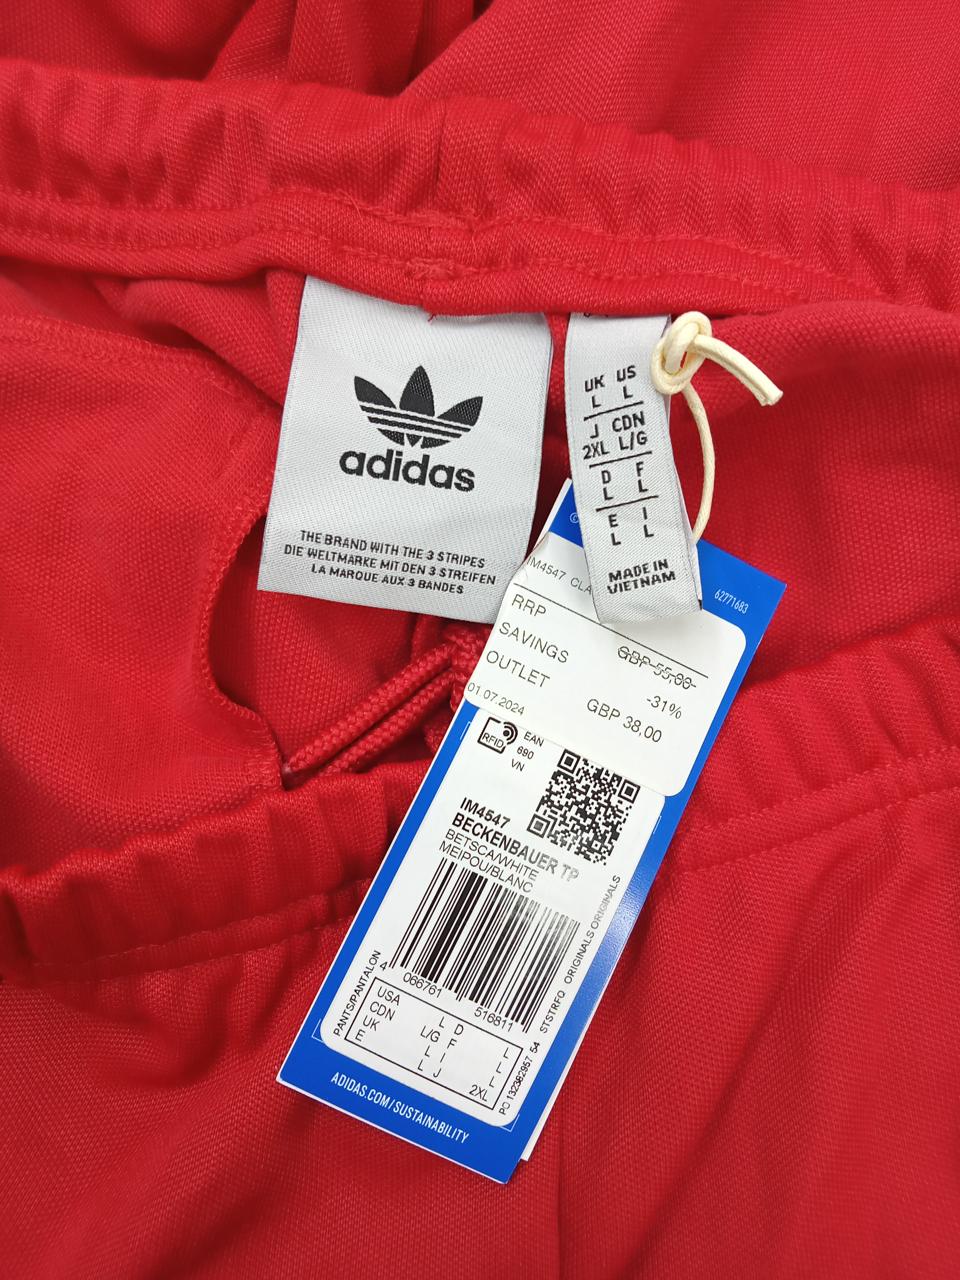 adidas
THE BRAND WITH THE 3 STRIPES
DIE WELTMARKE MIT DEN 3 STREIFEN
LA MARQUE AUX 3 BANDES
UK US
L L
J CDN
2XL L/G
D F
L L
E I
L L
MADE IN
VIETNAM
62771683
IM4547 CLA
RRP GBP 55,00
SAVINGS -31%
OUTLET GBP 38,00
01.07.2024
RFID
EAN
690
VN
IM4547
BECKENBAUER TP
BETSCA/WHITE
MEIPOU/BLANC
4 066761 516811
PANTS/PANTALON
STSTRFQ ORIGINALS ORIGINALS
USA L D L
CDN L/G F L
UK L I L
E L J 2XL
PO 132382957 54
ADIDAS.COM/SUSTAINABILITY